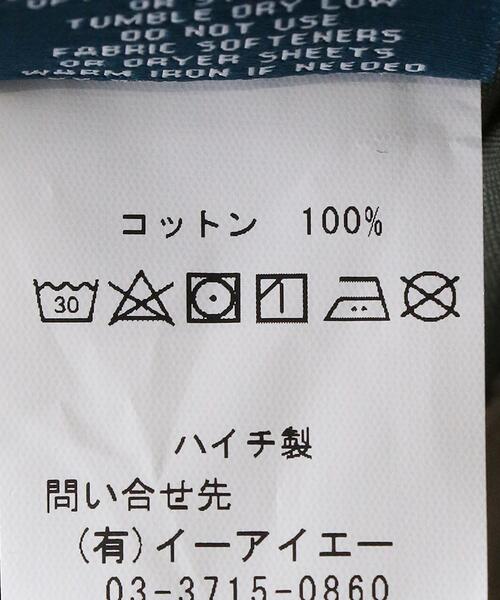 OR
TUMBLE DRY LOW
DO NOT USE
FABRIC SOFTENERS
OR DRYER SHEETS
WARM IRON IF NEEDED
コットン 100%
30
ハイチ製
問い合せ先
(有)イーアイエー
03-3715-0860